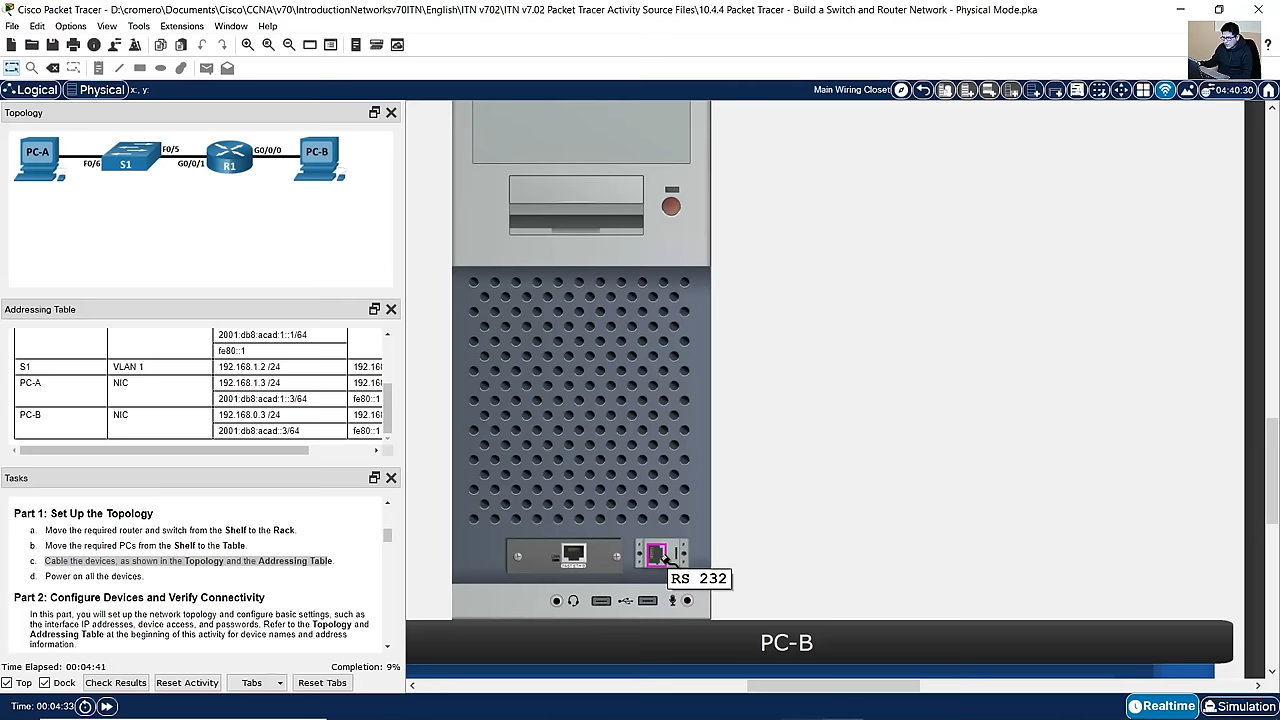 Cisco Packet Tracer - D:\cromero\Documents\Cisco\CCNA\v70\IntroductionNetworksv70ITN\English\ITN v702\ITN v7.02 Packet Tracer Activity Source Files\10.4.4 Packet Tracer - Build a Switch and Router Network - Physical Mode.pka
File Edit Options View Tools Extensions Window Help
Logical Physical x:, y: Main Wiring Closet 04:40:30
Topology
PC-A F0/6 S1 F0/5 G0/0/1 R1 G0/0/0 PC-B
Addressing Table
2001:db8:acad:1::1/64
fe80::1
S1 VLAN 1 192.168.1.2 /24
PC-A NIC 192.168.1.3 /24
2001:db8:acad:1::3/64 fe80::1
PC-B NIC 192.168.0.3 /24
2001:db8:acad::3/64 fe80::1
Tasks
Part 1: Set Up the Topology
a. Move the required router and switch from the Shelf to the Rack.
b. Move the required PCs from the Shelf to the Table.
c. Cable the devices, as shown in the Topology and the Addressing Table.
d. Power on all the devices.
Part 2: Configure Devices and Verify Connectivity
In this part, you will set up the network topology and configure basic settings, such as
the interface IP addresses, device access, and passwords. Refer to the Topology and
Addressing Table at the beginning of this activity for device names and address
information.
Time Elapsed: 00:04:41 Completion: 9%
Top Dock Check Results Reset Activity Tabs Reset Tabs
RS 232
PC-B
Time: 00:04:33 Realtime Simulation